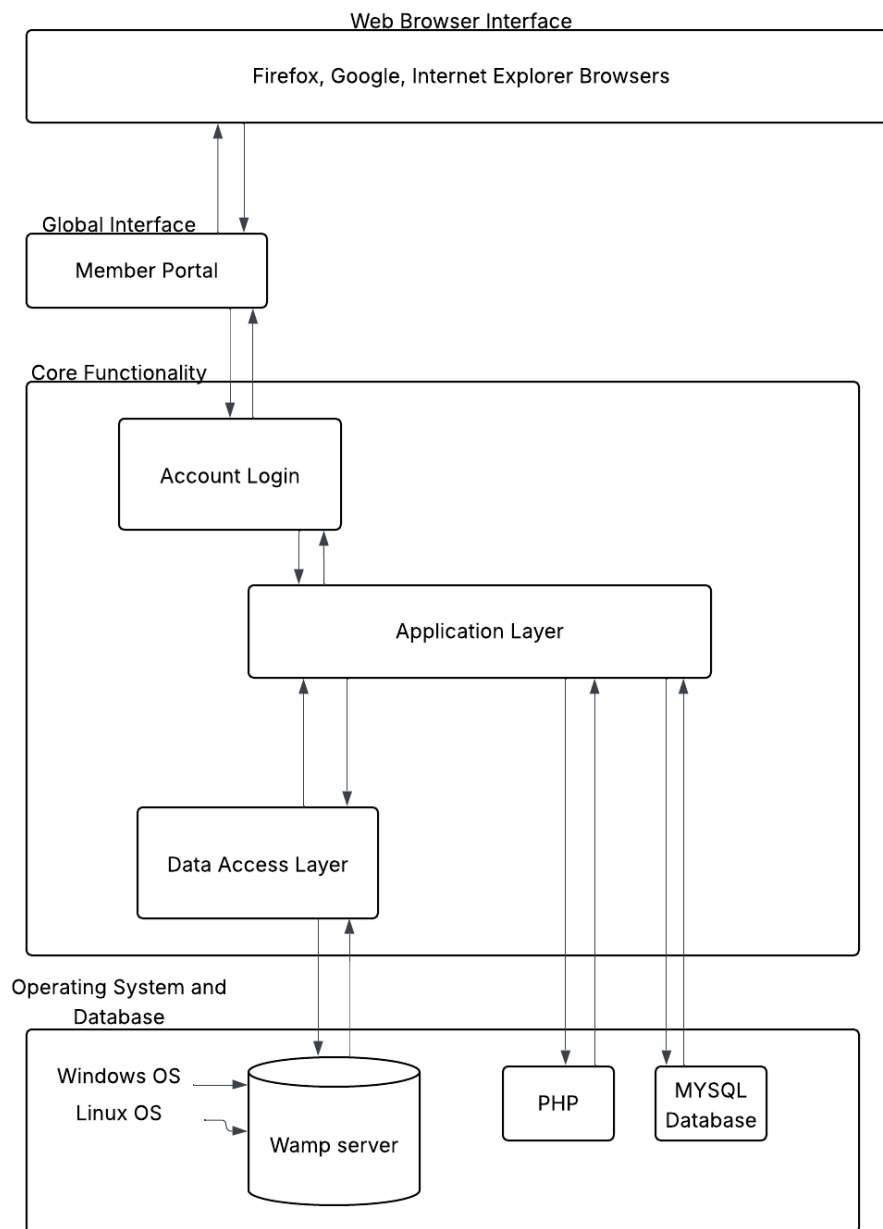 Web Browser Interface
Firefox, Google, Internet Explorer Browsers
Global Interface
Member Portal
Core Functionality
Account Login
Application Layer
Data Access Layer
Operating System and
Database
Windows OS
Linux OS
Wamp server
PHP
MYSQL
Database